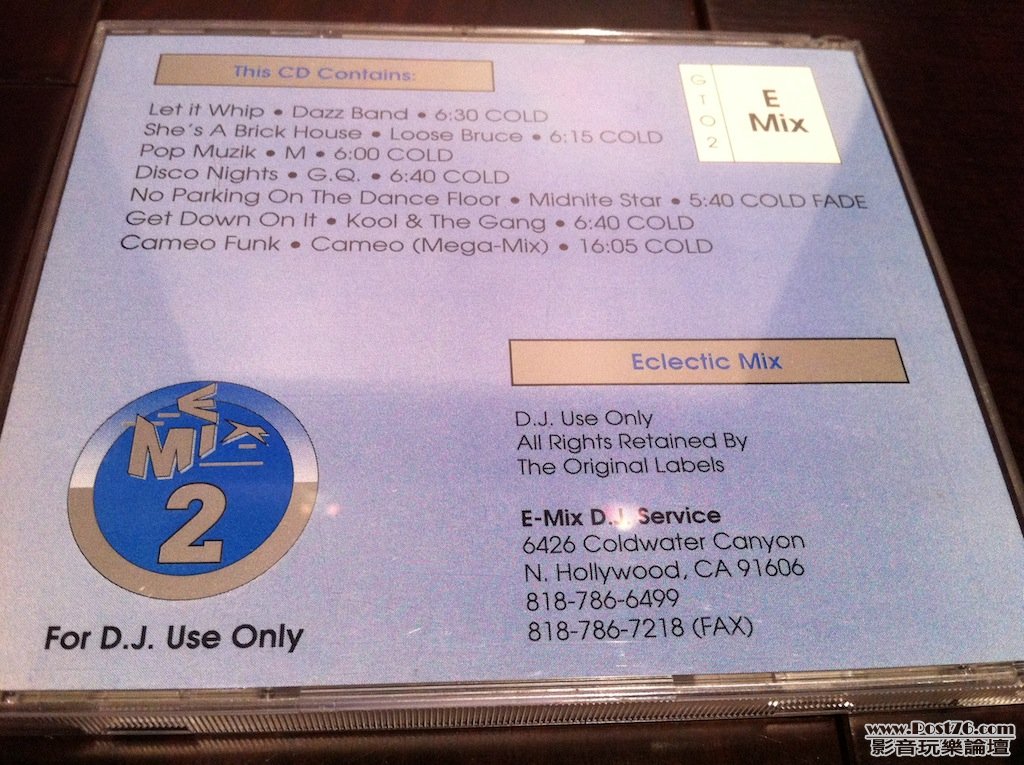 This CD Contains:
Let it Whip • Dazz Band • 6:30 COLD
She's A Brick House • Loose Bruce • 6:15 COLD
Pop Muzik • M • 6:00 COLD
Disco Nights • G.Q. • 6:40 COLD
No Parking On The Dance Floor • Midnite Star • 5:40 COLD FADE
Get Down On It • Kool & The Gang • 6:40 COLD
Cameo Funk • Cameo (Mega-Mix) • 16:05 COLD
GTO2
E
Mix
Eclectic Mix
D.J. Use Only
All Rights Retained By
The Original Labels
E-Mix D.J. Service
6426 Coldwater Canyon
N. Hollywood, CA 91606
818-786-6499
818-786-7218 (FAX)
E
MIX
2
For D.J. Use Only
www.Post76.com
影音玩樂論壇